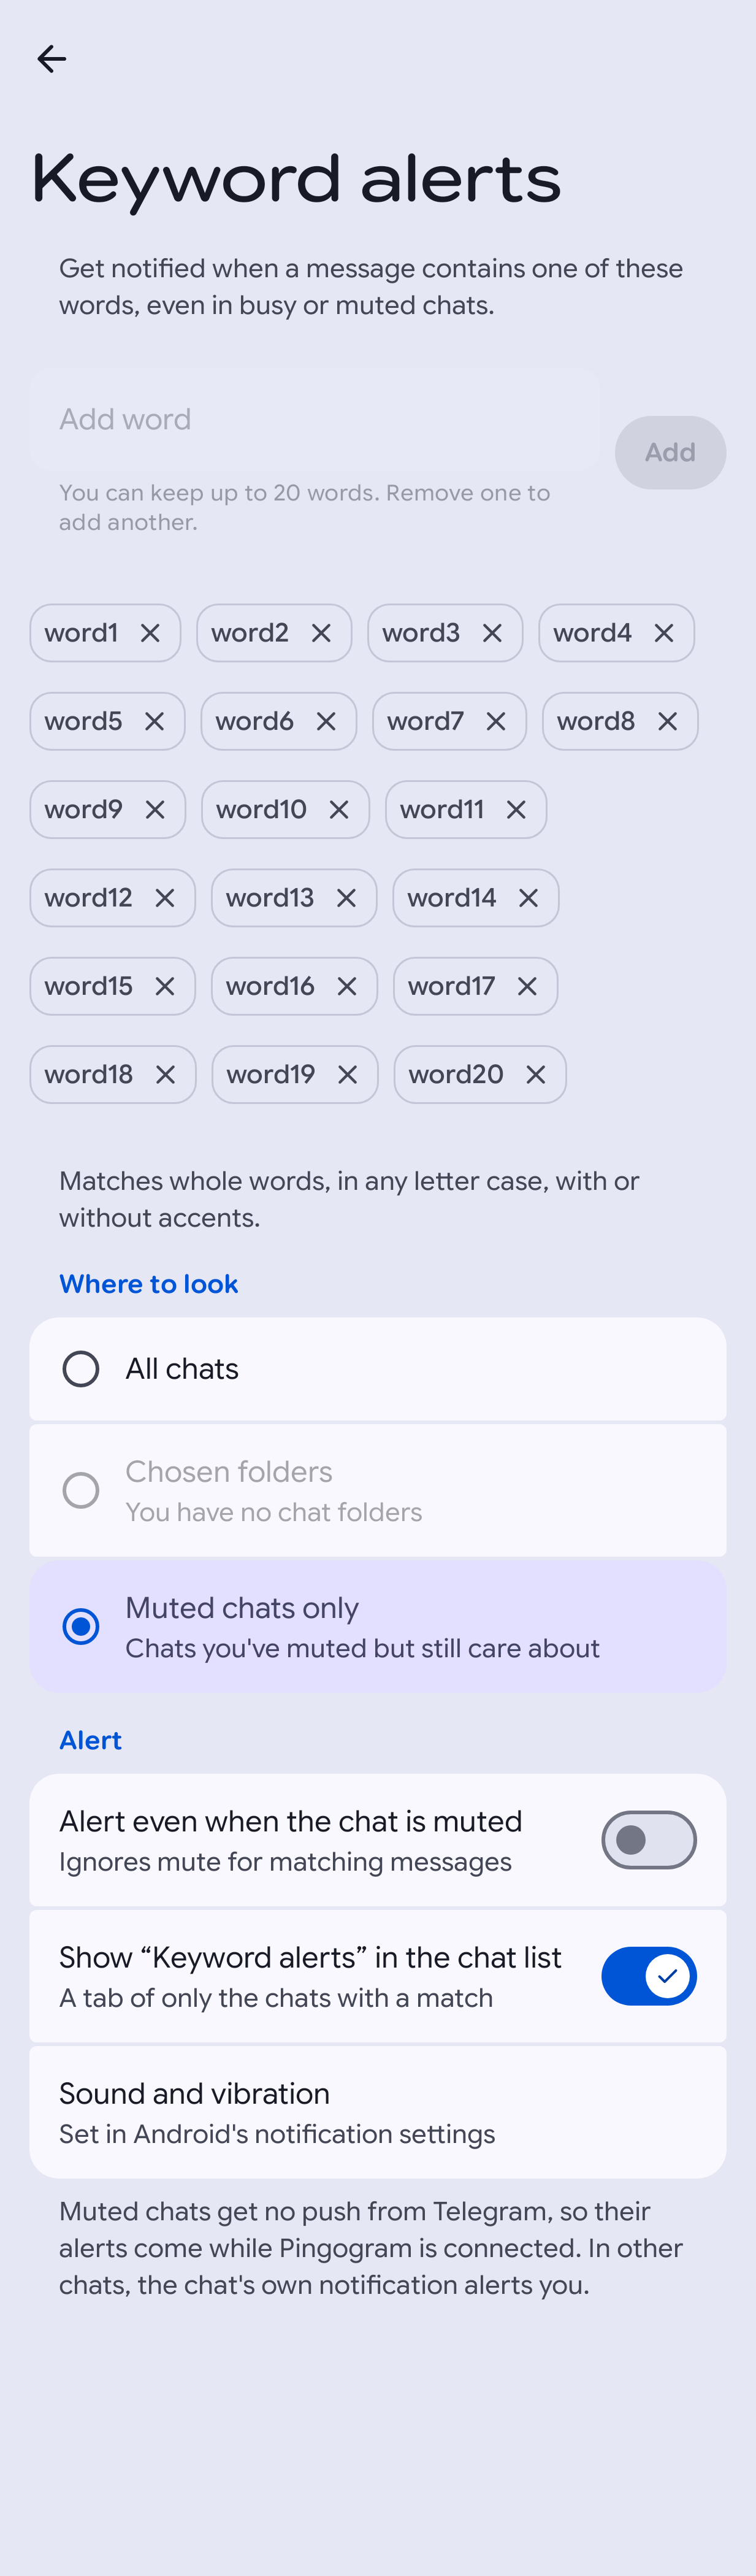 Keyword alerts
Get notified when a message contains one of these
words, even in busy or muted chats.
Add word
Add
You can keep up to 20 words. Remove one to
add another.
word1 word2 word3 word4
word5 word6 word7 word8
word9 word10 word11
word12 word13 word14
word15 word16 word17
word18 word19 word20
Matches whole words, in any letter case, with or
without accents.
Where to look
All chats
Chosen folders
You have no chat folders
Muted chats only
Chats you've muted but still care about
Alert
Alert even when the chat is muted
Ignores mute for matching messages
Show “Keyword alerts” in the chat list
A tab of only the chats with a match
Sound and vibration
Set in Android's notification settings
Muted chats get no push from Telegram, so their
alerts come while Pingogram is connected. In other
chats, the chat's own notification alerts you.